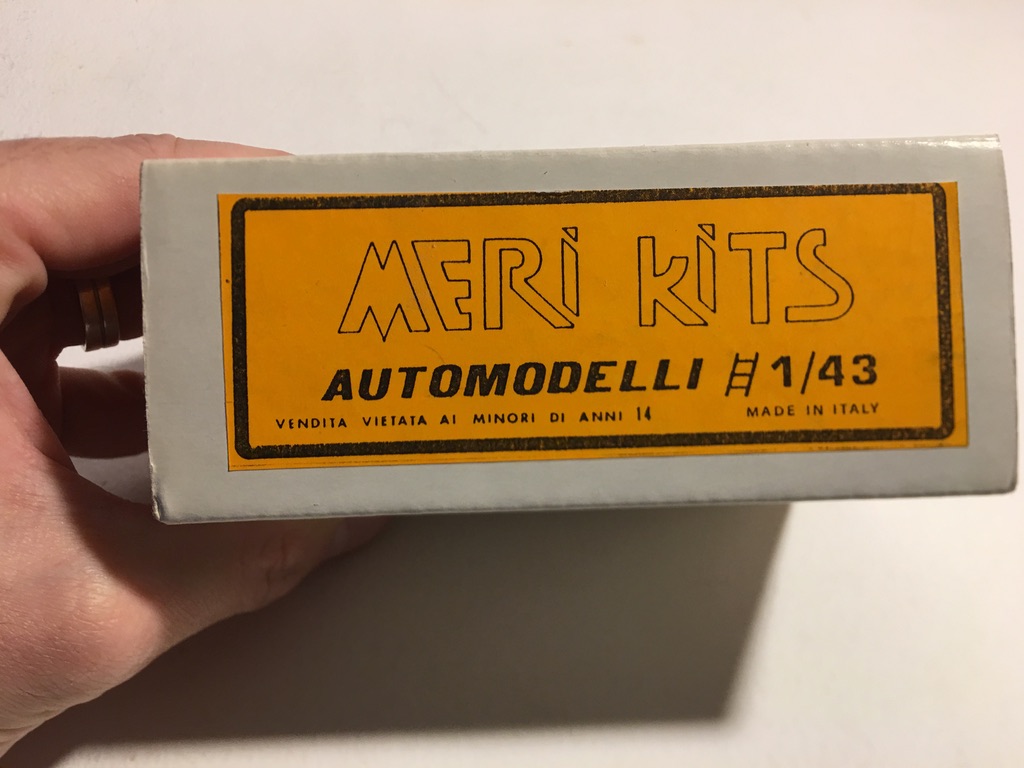 MERi KiTS
AUTOMODELLI 1/43
VENDITA VIETATA AI MINORI DI ANNI 14
MADE IN ITALY